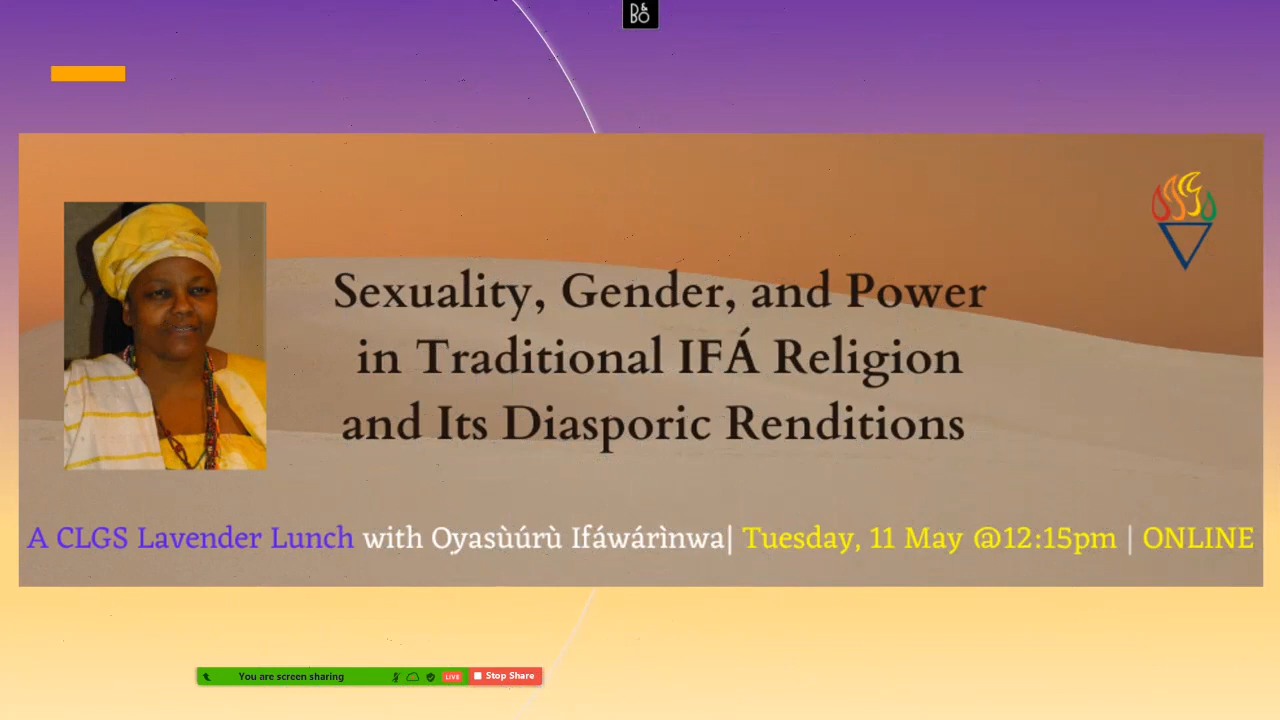 B&O
Sexuality, Gender, and Power
in Traditional IFÁ Religion
and Its Diasporic Renditions
A CLGS Lavender Lunch with Oyasùúrù Ifáwárìnwa| Tuesday, 11 May @12:15pm | ONLINE
You are screen sharing LIVE Stop Share